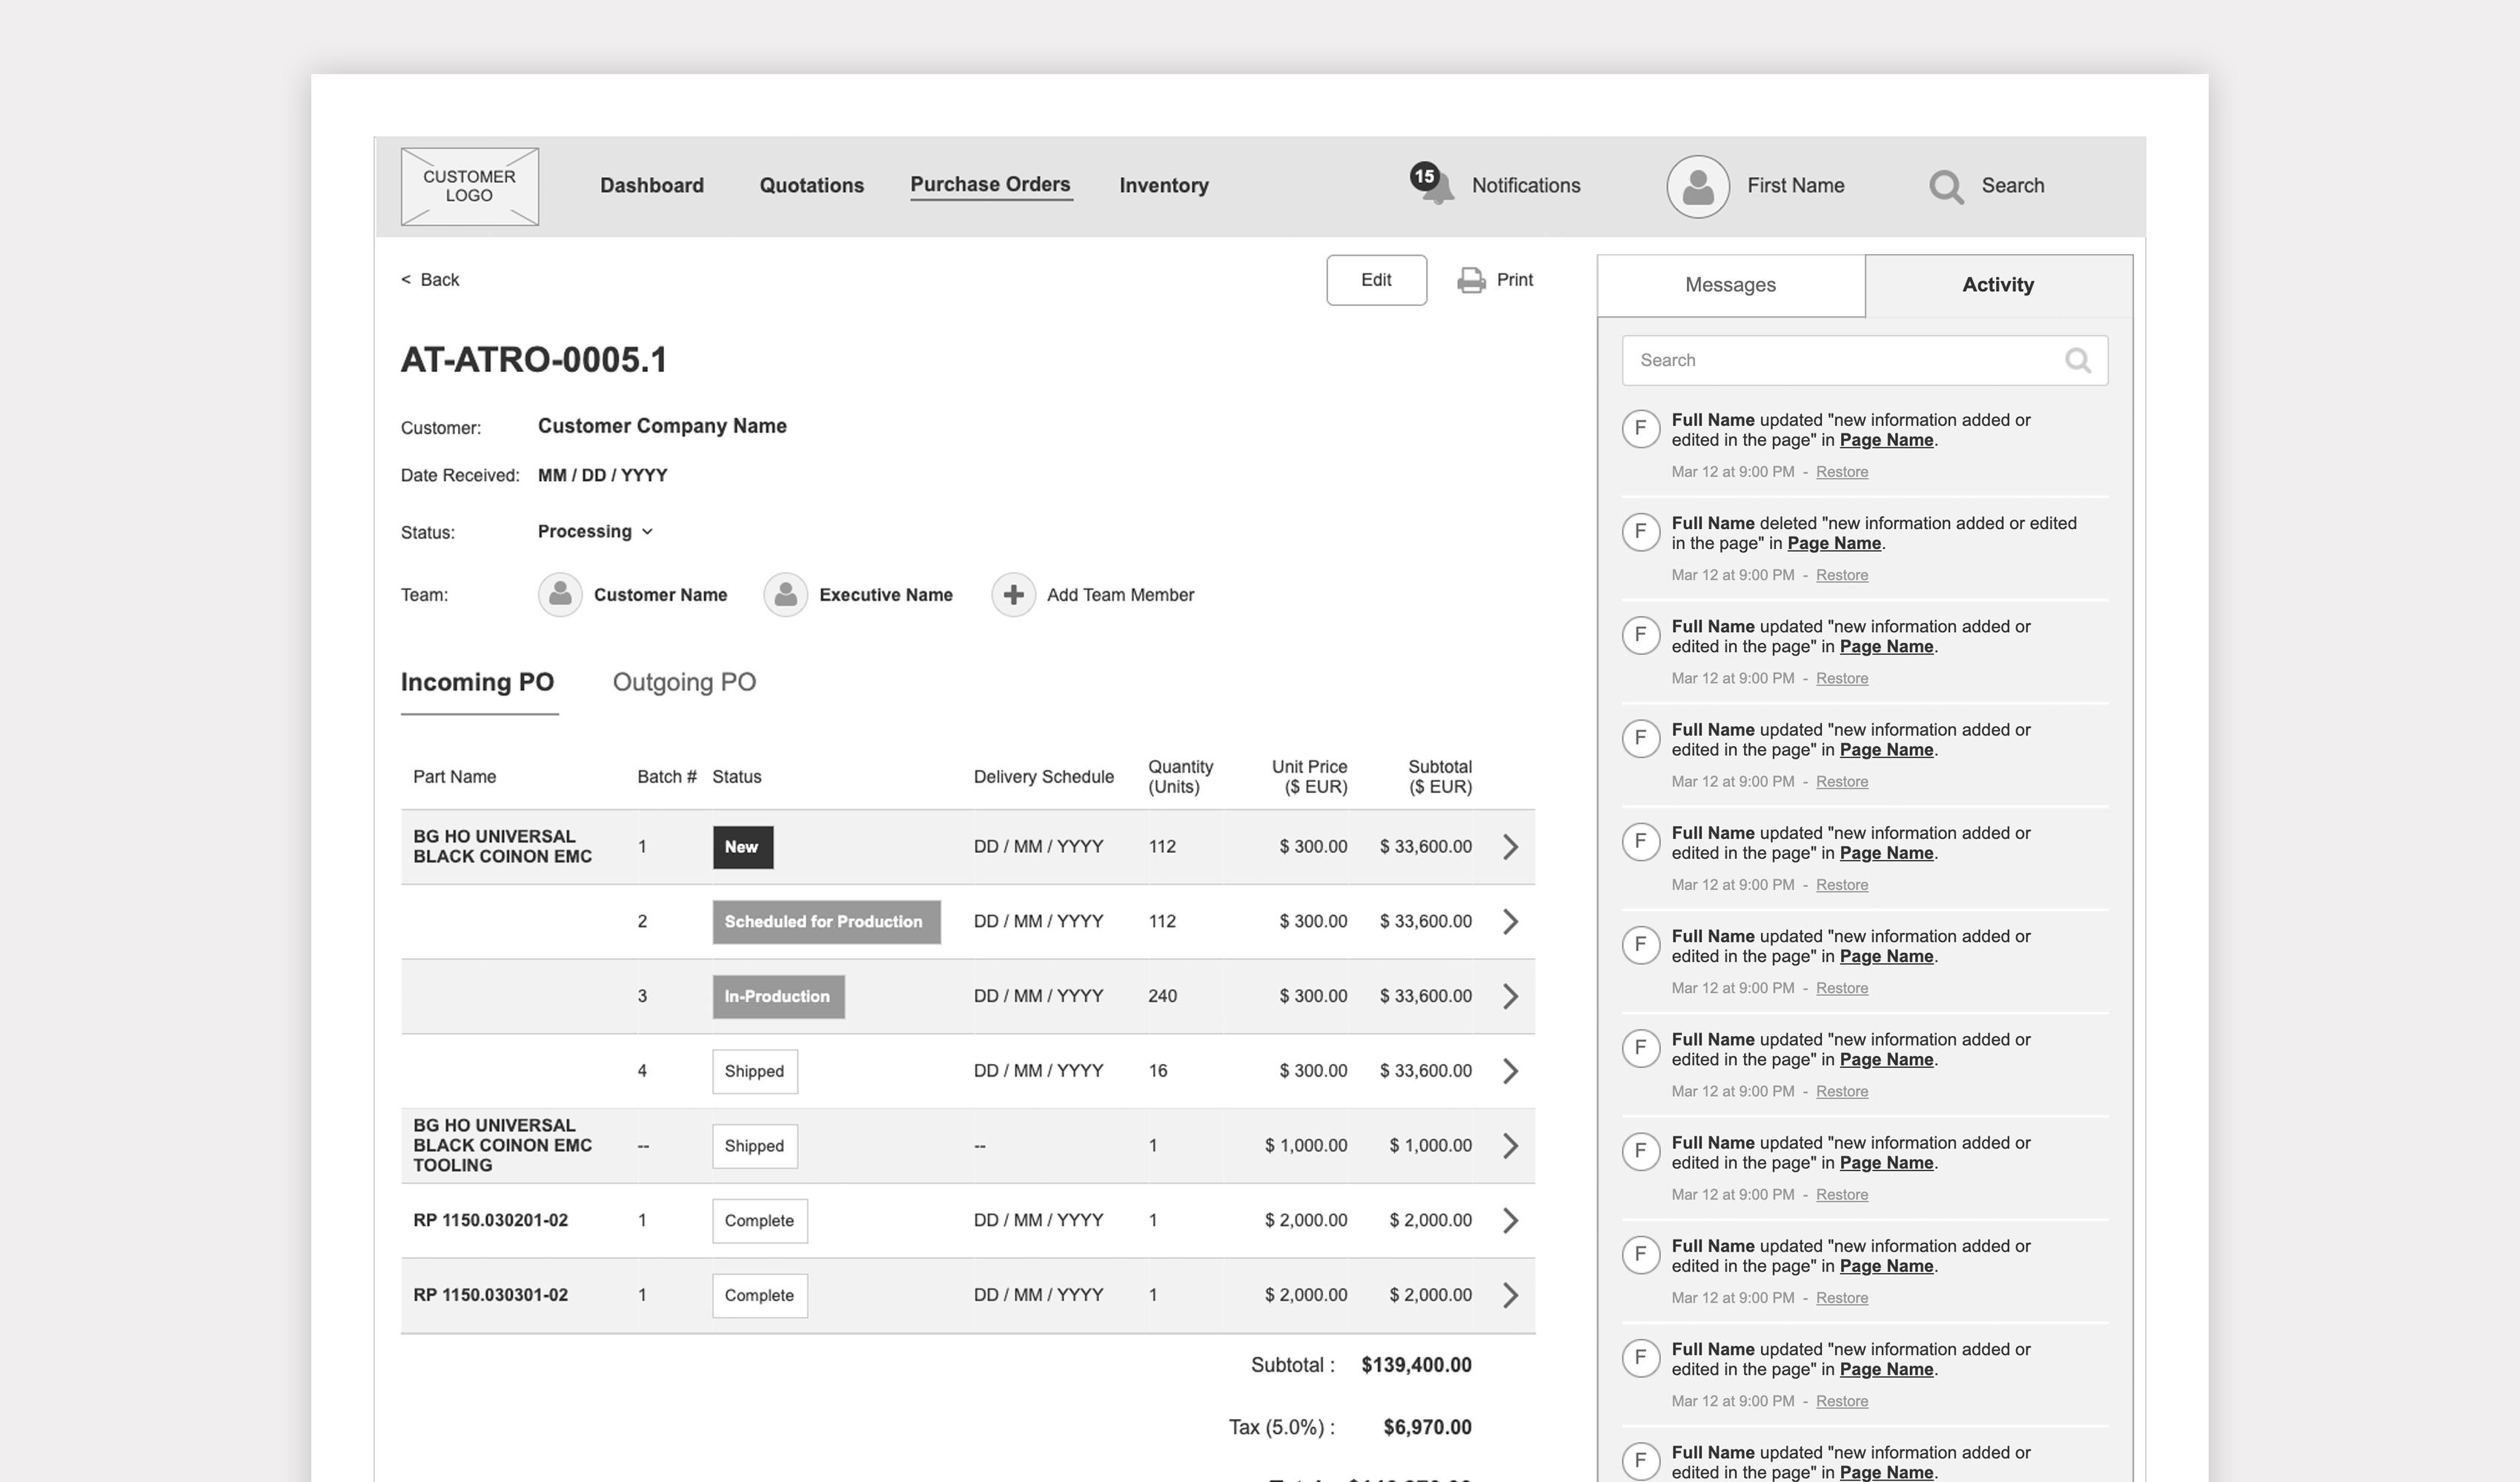 CUSTOMER
LOGO
Dashboard
Quotations
Purchase Orders
Inventory
15
Notifications
First Name
Search
< Back
Edit
Print
AT-ATRO-0005.1
Customer: Customer Company Name
Date Received: MM / DD / YYYY
Status: Processing
Team: Customer Name Executive Name Add Team Member
Incoming PO Outgoing PO
Part Name Batch # Status Delivery Schedule Quantity (Units) Unit Price ($ EUR) Subtotal ($ EUR)
BG HO UNIVERSAL
BLACK COINON EMC
1 New DD / MM / YYYY 112 $ 300.00 $ 33,600.00
2 Scheduled for Production DD / MM / YYYY 112 $ 300.00 $ 33,600.00
3 In-Production DD / MM / YYYY 240 $ 300.00 $ 33,600.00
4 Shipped DD / MM / YYYY 16 $ 300.00 $ 33,600.00
BG HO UNIVERSAL
BLACK COINON EMC
TOOLING
-- Shipped -- 1 $ 1,000.00 $ 1,000.00
RP 1150.030201-02 1 Complete DD / MM / YYYY 1 $ 2,000.00 $ 2,000.00
RP 1150.030301-02 1 Complete DD / MM / YYYY 1 $ 2,000.00 $ 2,000.00
Subtotal : $139,400.00
Tax (5.0%) : $6,970.00
Messages
Activity
Search
F
Full Name updated "new information added or
edited in the page" in Page Name.
Mar 12 at 9:00 PM - Restore
F
Full Name deleted "new information added or edited
in the page" in Page Name.
Mar 12 at 9:00 PM - Restore
F
Full Name updated "new information added or
edited in the page" in Page Name.
Mar 12 at 9:00 PM - Restore
F
Full Name updated "new information added or
edited in the page" in Page Name.
Mar 12 at 9:00 PM - Restore
F
Full Name updated "new information added or
edited in the page" in Page Name.
Mar 12 at 9:00 PM - Restore
F
Full Name updated "new information added or
edited in the page" in Page Name.
Mar 12 at 9:00 PM - Restore
F
Full Name updated "new information added or
edited in the page" in Page Name.
Mar 12 at 9:00 PM - Restore
F
Full Name updated "new information added or
edited in the page" in Page Name.
Mar 12 at 9:00 PM - Restore
F
Full Name updated "new information added or
edited in the page" in Page Name.
Mar 12 at 9:00 PM - Restore
F
Full Name updated "new information added or
edited in the page" in Page Name.
Mar 12 at 9:00 PM - Restore
F
Full Name updated "new information added or
edited in the page" in Page Name.